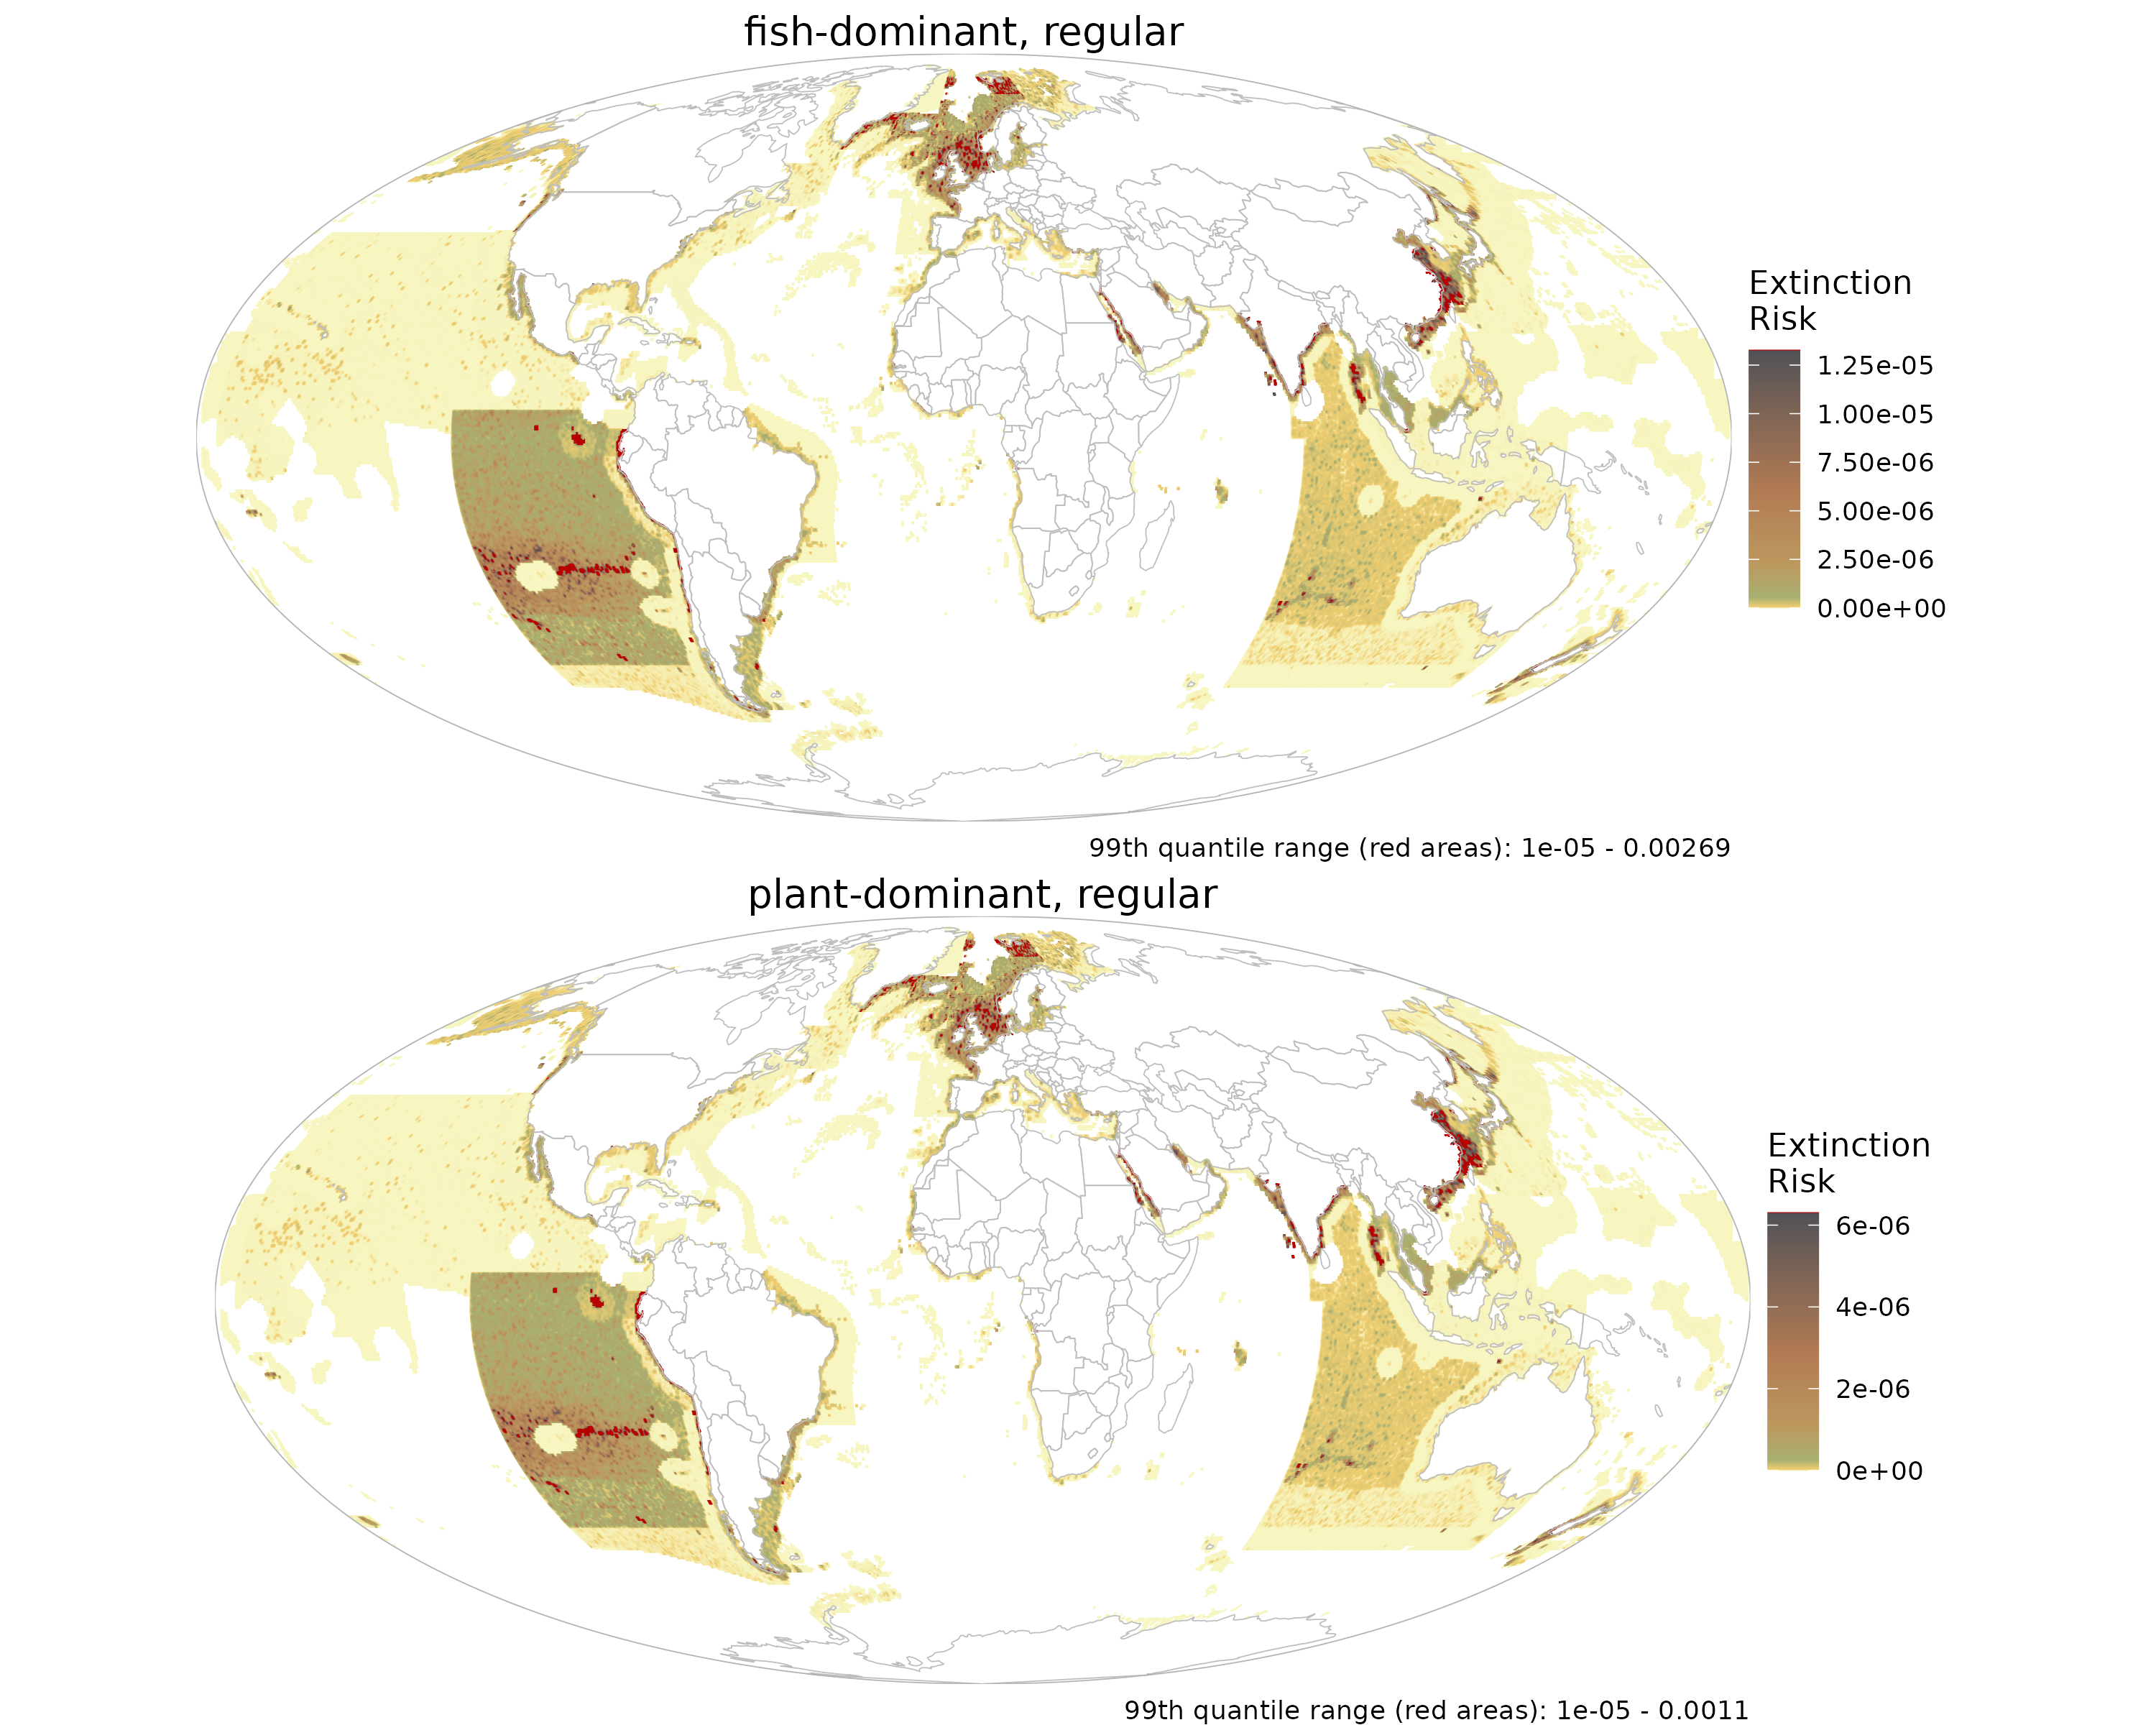 fish-dominant, regular
Extinction
Risk
1.25e-05
1.00e-05
7.50e-06
5.00e-06
2.50e-06
0.00e+00
99th quantile range (red areas): 1e-05 - 0.00269
plant-dominant, regular
Extinction
Risk
6e-06
4e-06
2e-06
0e+00
99th quantile range (red areas): 1e-05 - 0.0011